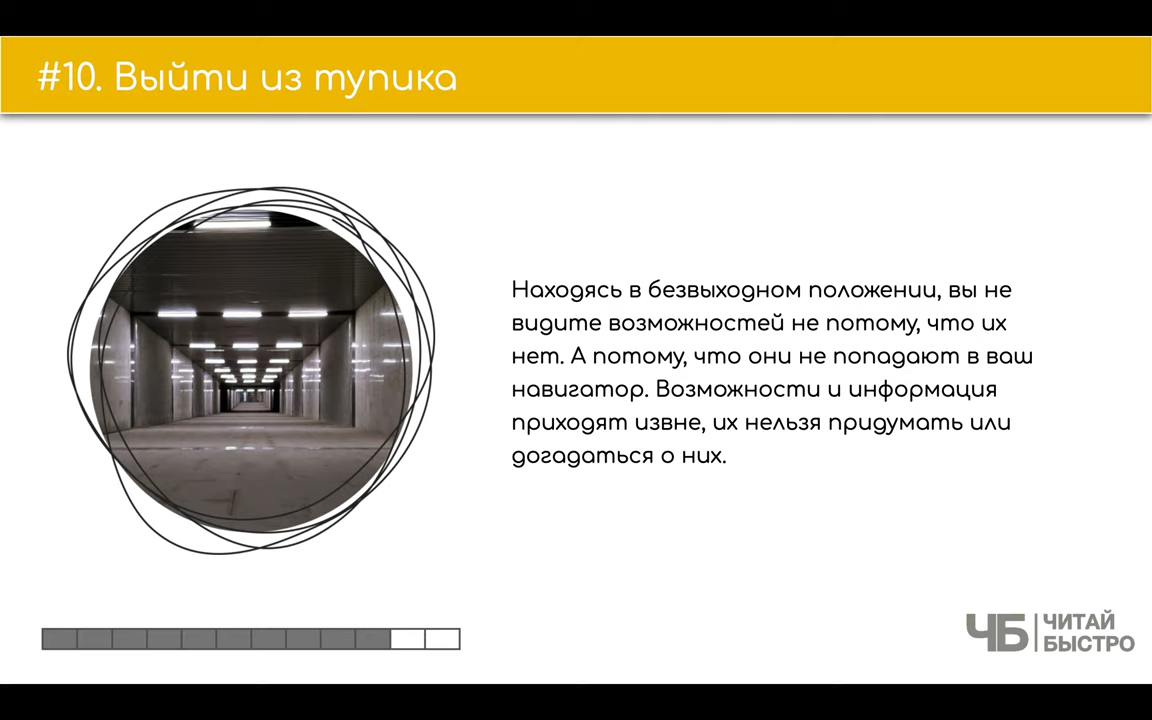 #10. Выйти из тупика
Находясь в безвыходном положении, вы не
видите возможностей не потому, что их
нет. А потому, что они не попадают в ваш
навигатор. Возможности и информация
приходят извне, их нельзя придумать или
догадаться о них.
ЧБ
ЧИТАЙ
БЫСТРО